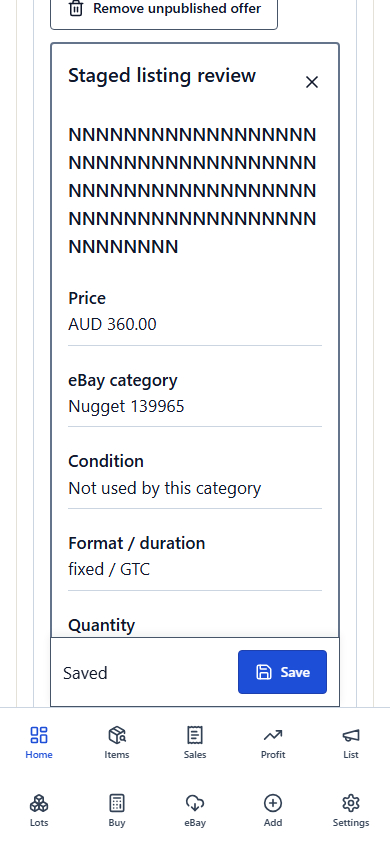 Remove unpublished offer
Staged listing review
NNNNNNNNNNNNNNNNNN
NNNNNNNNNNNNNNNNNN
NNNNNNNNNNNNNNNNNN
NNNNNNNNNNNNNNNNNN
NNNNNNNN
Price
AUD 360.00
eBay category
Nugget 139965
Condition
Not used by this category
Format / duration
fixed / GTC
Quantity
Saved
Save
Home
Items
Sales
Profit
List
Lots
Buy
eBay
Add
Settings